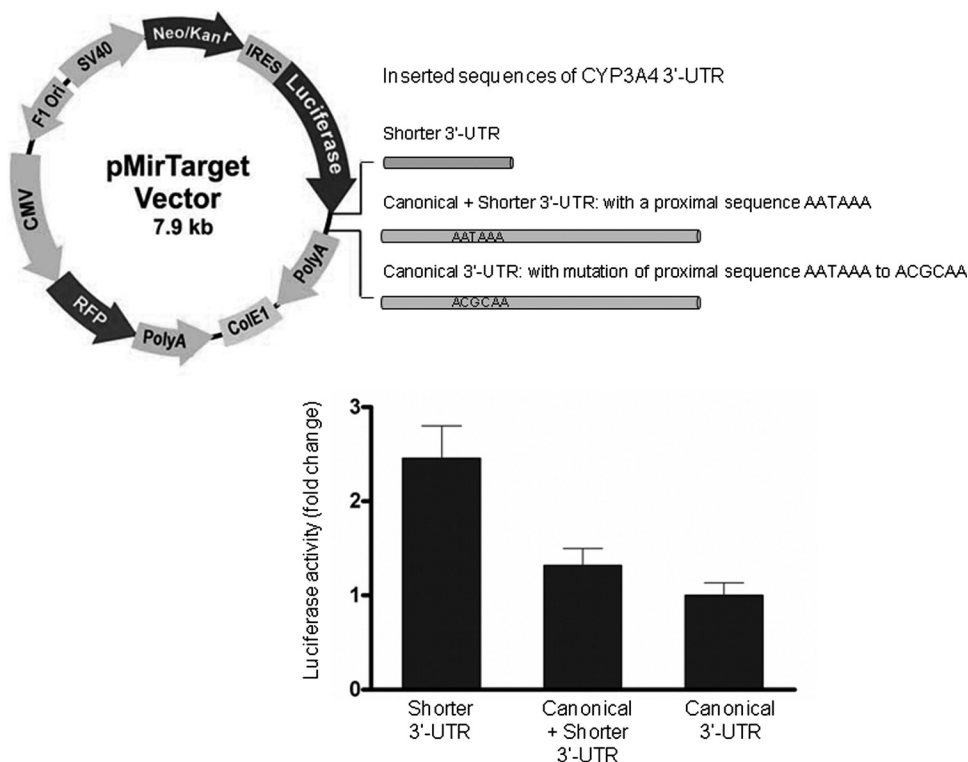 Neo/Kanr
SV40
IRES
F1 Ori
Luciferase
pMirTarget
Vector
7.9 kb
CMV
PolyA
RFP
PolyA
ColE1
Inserted sequences of CYP3A4 3'-UTR
Shorter 3'-UTR
Canonical + Shorter 3'-UTR: with a proximal sequence AATAAA
AATAAA
Canonical 3'-UTR: with mutation of proximal sequence AATAAA to ACGCAA
ACGCAA
Luciferase activity (fold change)
3
2
1
0
Shorter
3'-UTR
Canonical
+ Shorter
3'-UTR
Canonical
3'-UTR